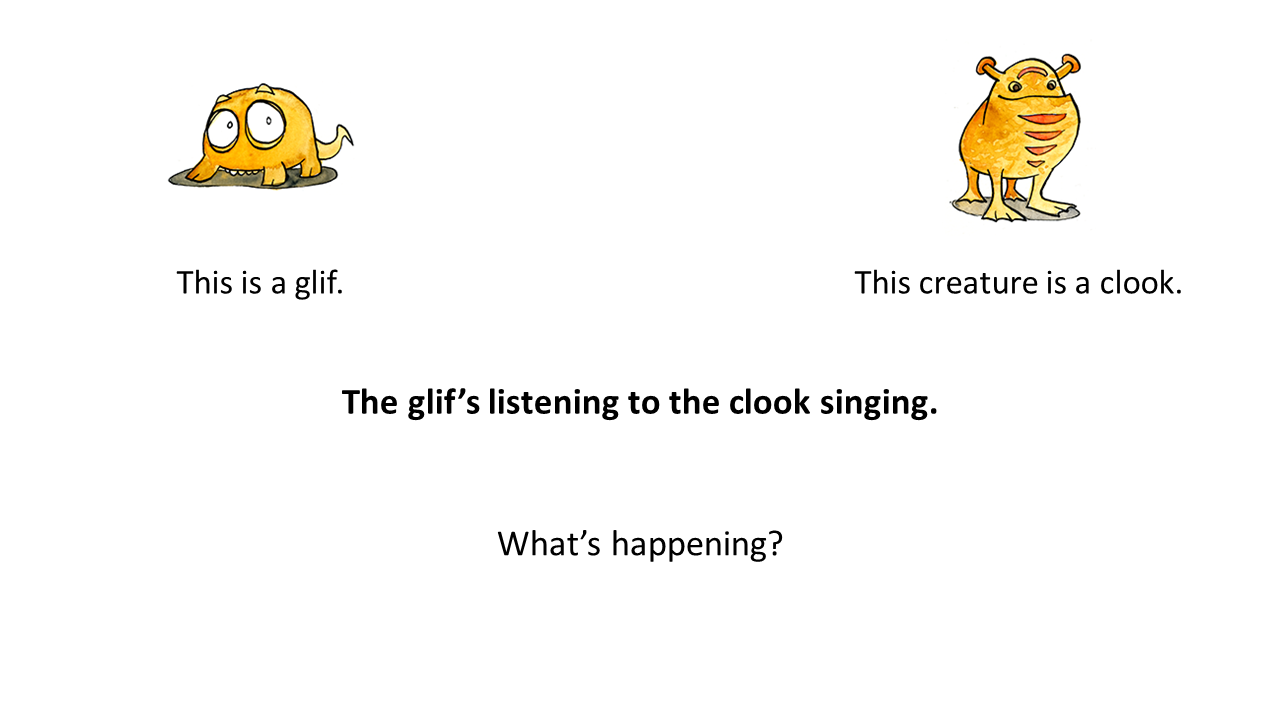 This is a glif.
This creature is a clook.
The glif’s listening to the clook singing.
What’s happening?